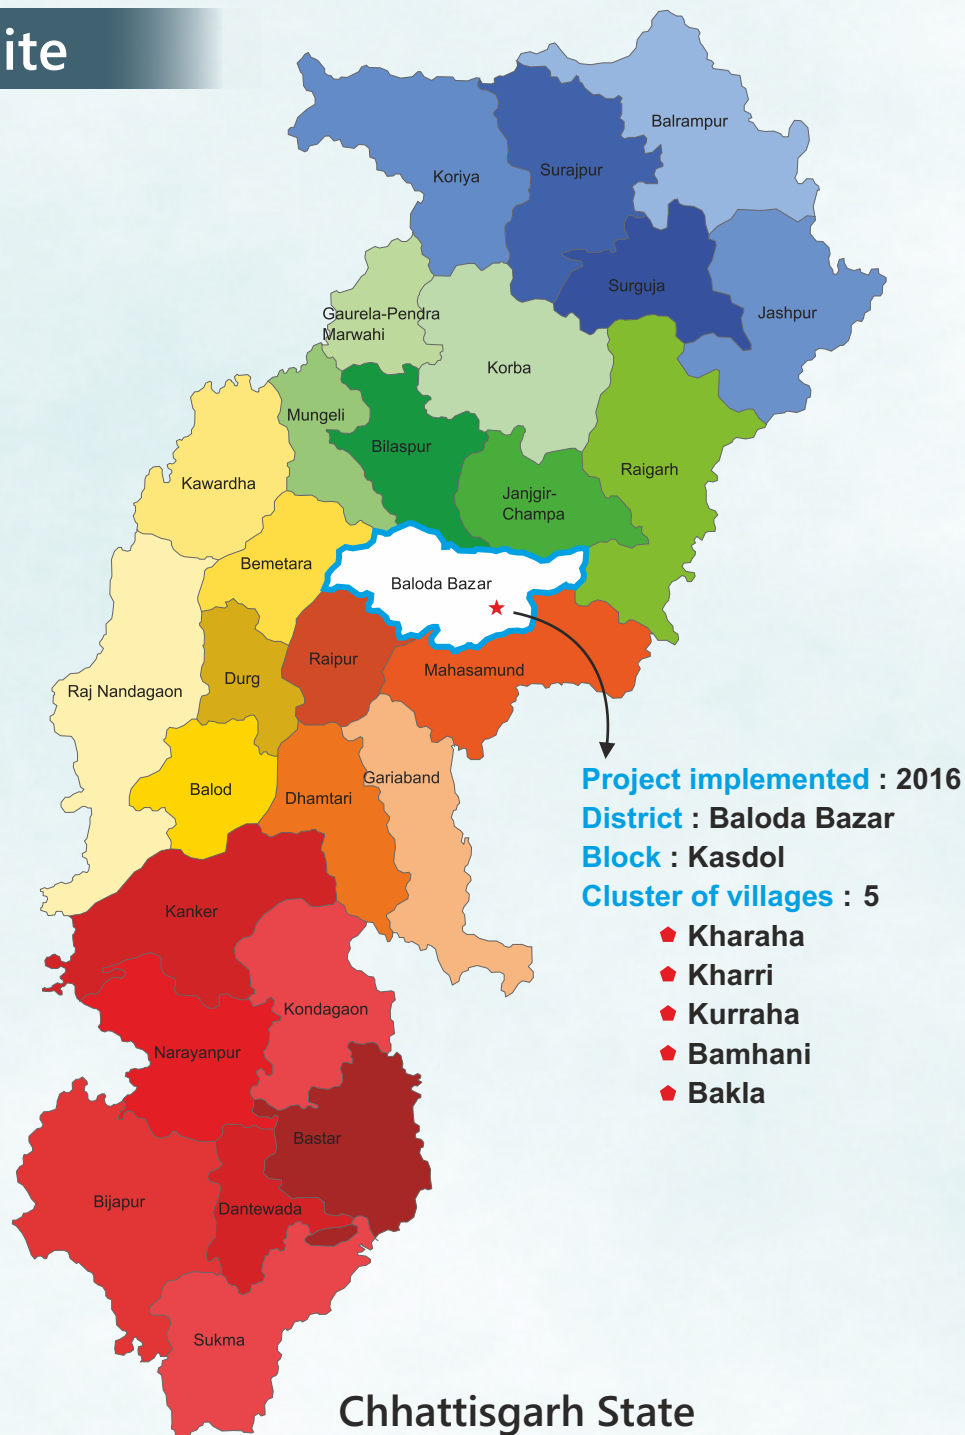 ite
Balrampur
Koriya
Surajpur
Surguja
Jashpur
Gaurela-Pendra
Marwahi
Korba
Mungeli
Bilaspur
Raigarh
Kawardha
Janjgir-
Champa
Bemetara
Baloda Bazar
Raipur
Mahasamund
Durg
Raj Nandagaon
Gariaband
Balod
Dhamtari
Project implemented : 2016
District : Baloda Bazar
Block : Kasdol
Cluster of villages : 5
Kharaha
Kharri
Kurraha
Bamhani
Bakla
Kanker
Kondagaon
Narayanpur
Bastar
Bijapur
Dantewada
Sukma
Chhattisgarh State